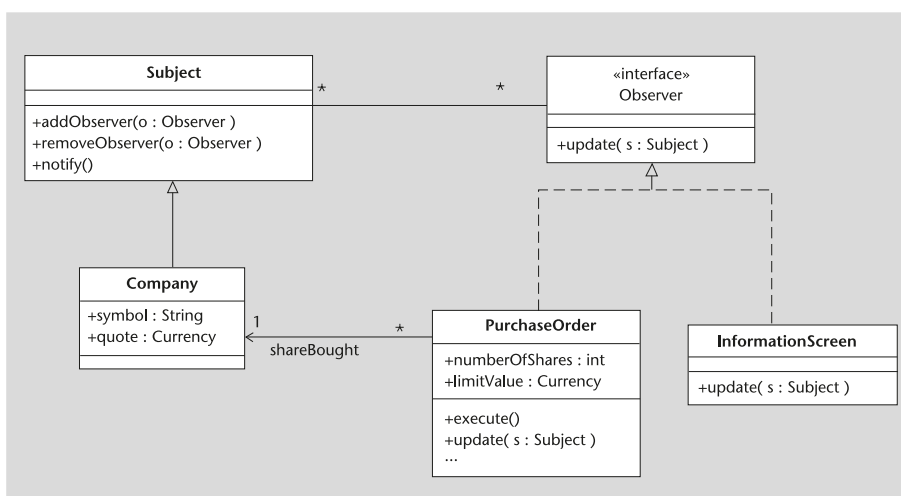 Subject
+addObserver(o : Observer )
+removeObserver(o : Observer )
+notify()
*
*
«interface»
Observer
+update( s : Subject )
Company
+symbol : String
+quote : Currency
1
*
shareBought
PurchaseOrder
+numberOfShares : int
+limitValue : Currency
+execute()
+update( s : Subject )
...
InformationScreen
+update( s : Subject )